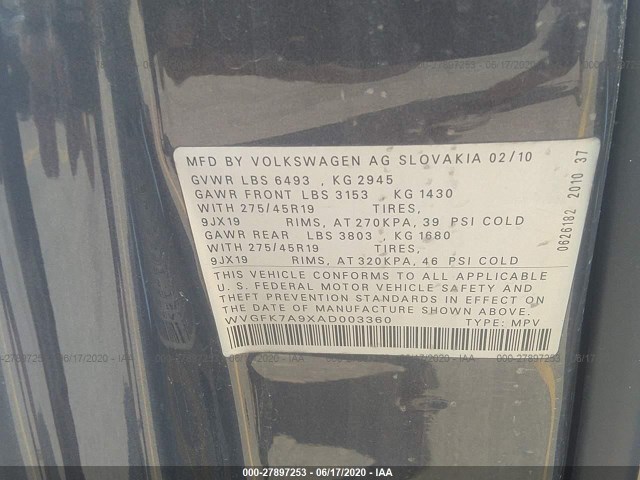 MFD BY VOLKSWAGEN AG SLOVAKIA 02/10
GVWR LBS 6493 , KG 2945
GAWR FRONT LBS 3153 , KG 1430
WITH 275/45R19 TIRES,
9JX19 RIMS, AT 270KPA, 39 PSI COLD
GAWR REAR LBS 3803 , KG 1680
WITH 275/45R19 TIRES,
9JX19 RIMS, AT 320KPA, 46 PSI COLD
THIS VEHICLE CONFORMS TO ALL APPLICABLE
U. S. FEDERAL MOTOR VEHICLE SAFETY AND
THEFT PREVENTION STANDARDS IN EFFECT ON
THE DATE OF MANUFACTURE SHOWN ABOVE.
WVGFK7A9XAD003360 TYPE: MPV
0626182 2010 37
000-27897253 - 06/17/2020 - IAA